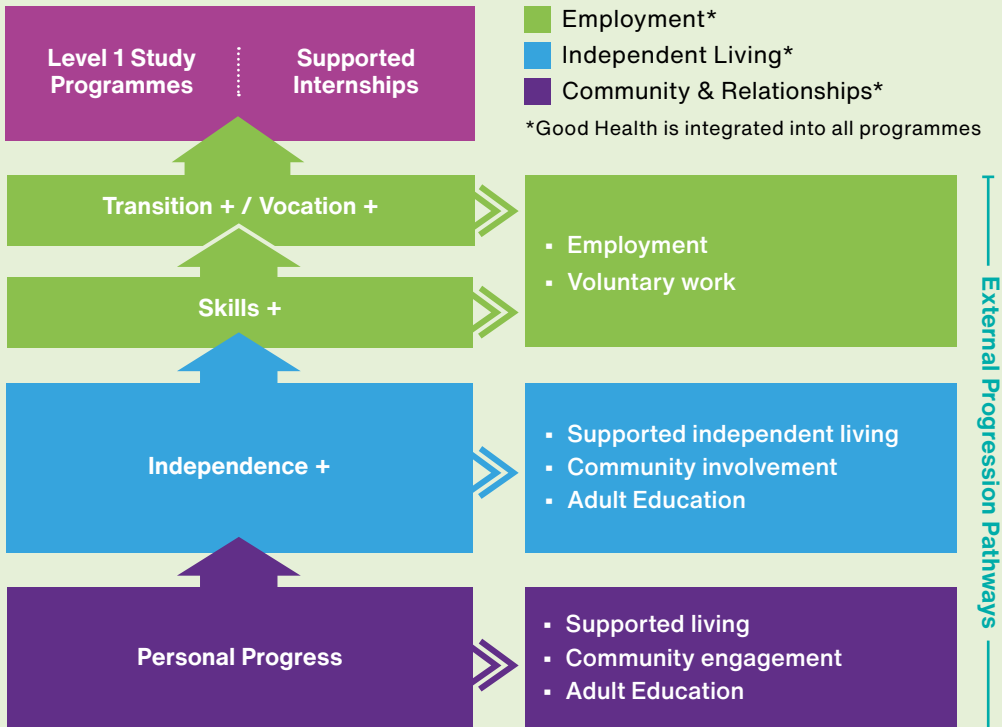 Level 1 Study
Programmes
Supported
Internships
Employment*
Independent Living*
Community & Relationships*
*Good Health is integrated into all programmes
Transition + / Vocation +
Skills +
▪ Employment
▪ Voluntary work
Independence +
▪ Supported independent living
▪ Community involvement
▪ Adult Education
Personal Progress
▪ Supported living
▪ Community engagement
▪ Adult Education
External Progression Pathways